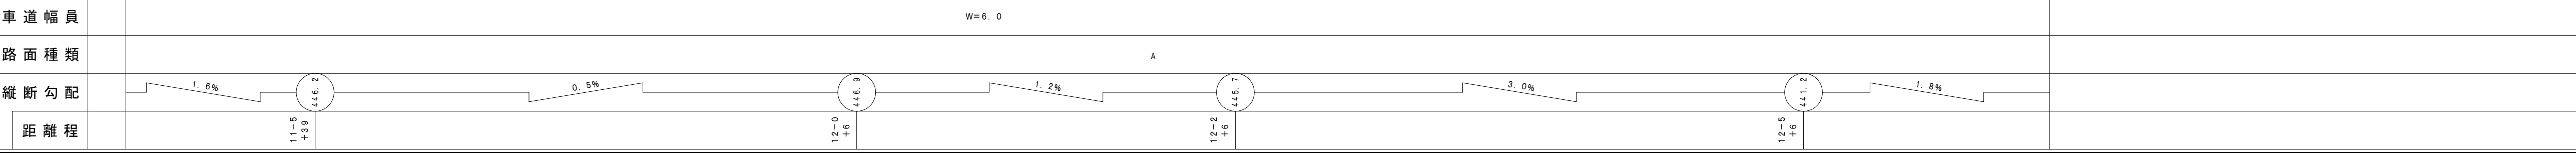 車道幅員 W=6.0
路面種類 A
縦断勾配 1.6% 446.2 0.5% 446.9 1.2% 445.7 3.0% 441.2 1.8%
距離程 11-5 +39 12-0 +6 12-2 +6 12-5 +6